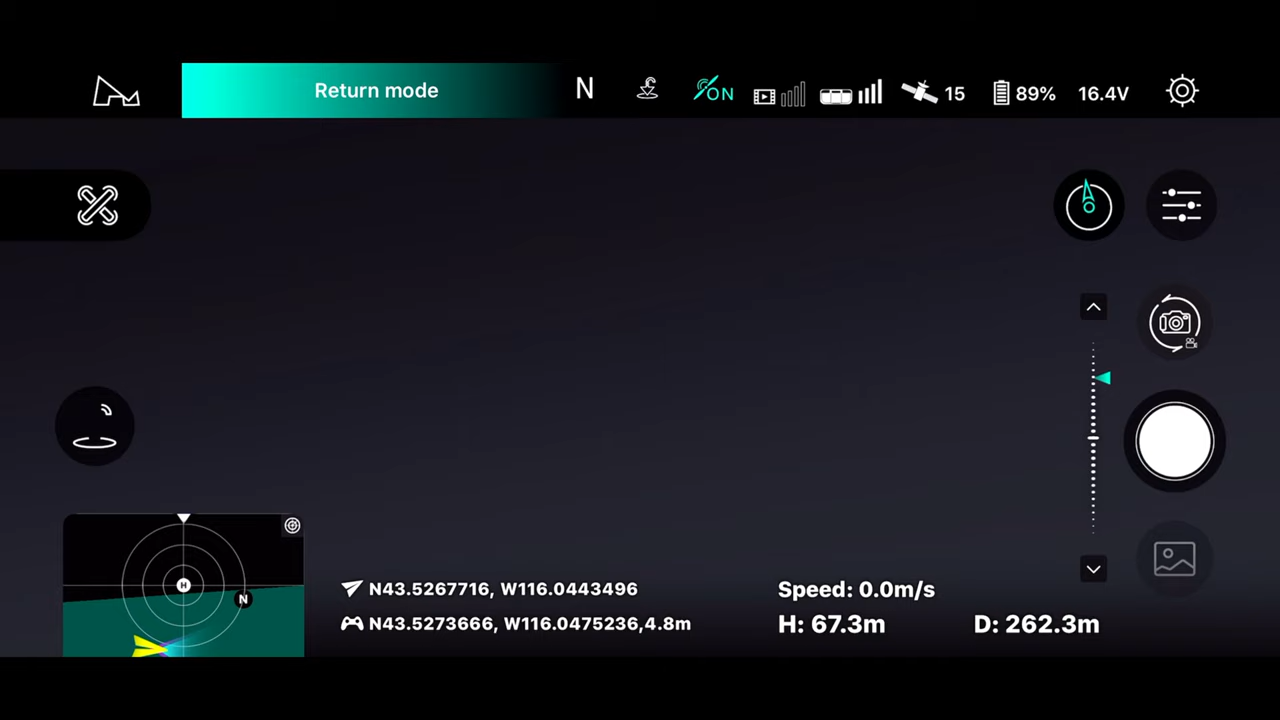 Return mode
N
ON
15
89%
16.4V
H
N
N43.5267716, W116.0443496
N43.5273666, W116.0475236,4.8m
Speed: 0.0m/s
H: 67.3m
D: 262.3m